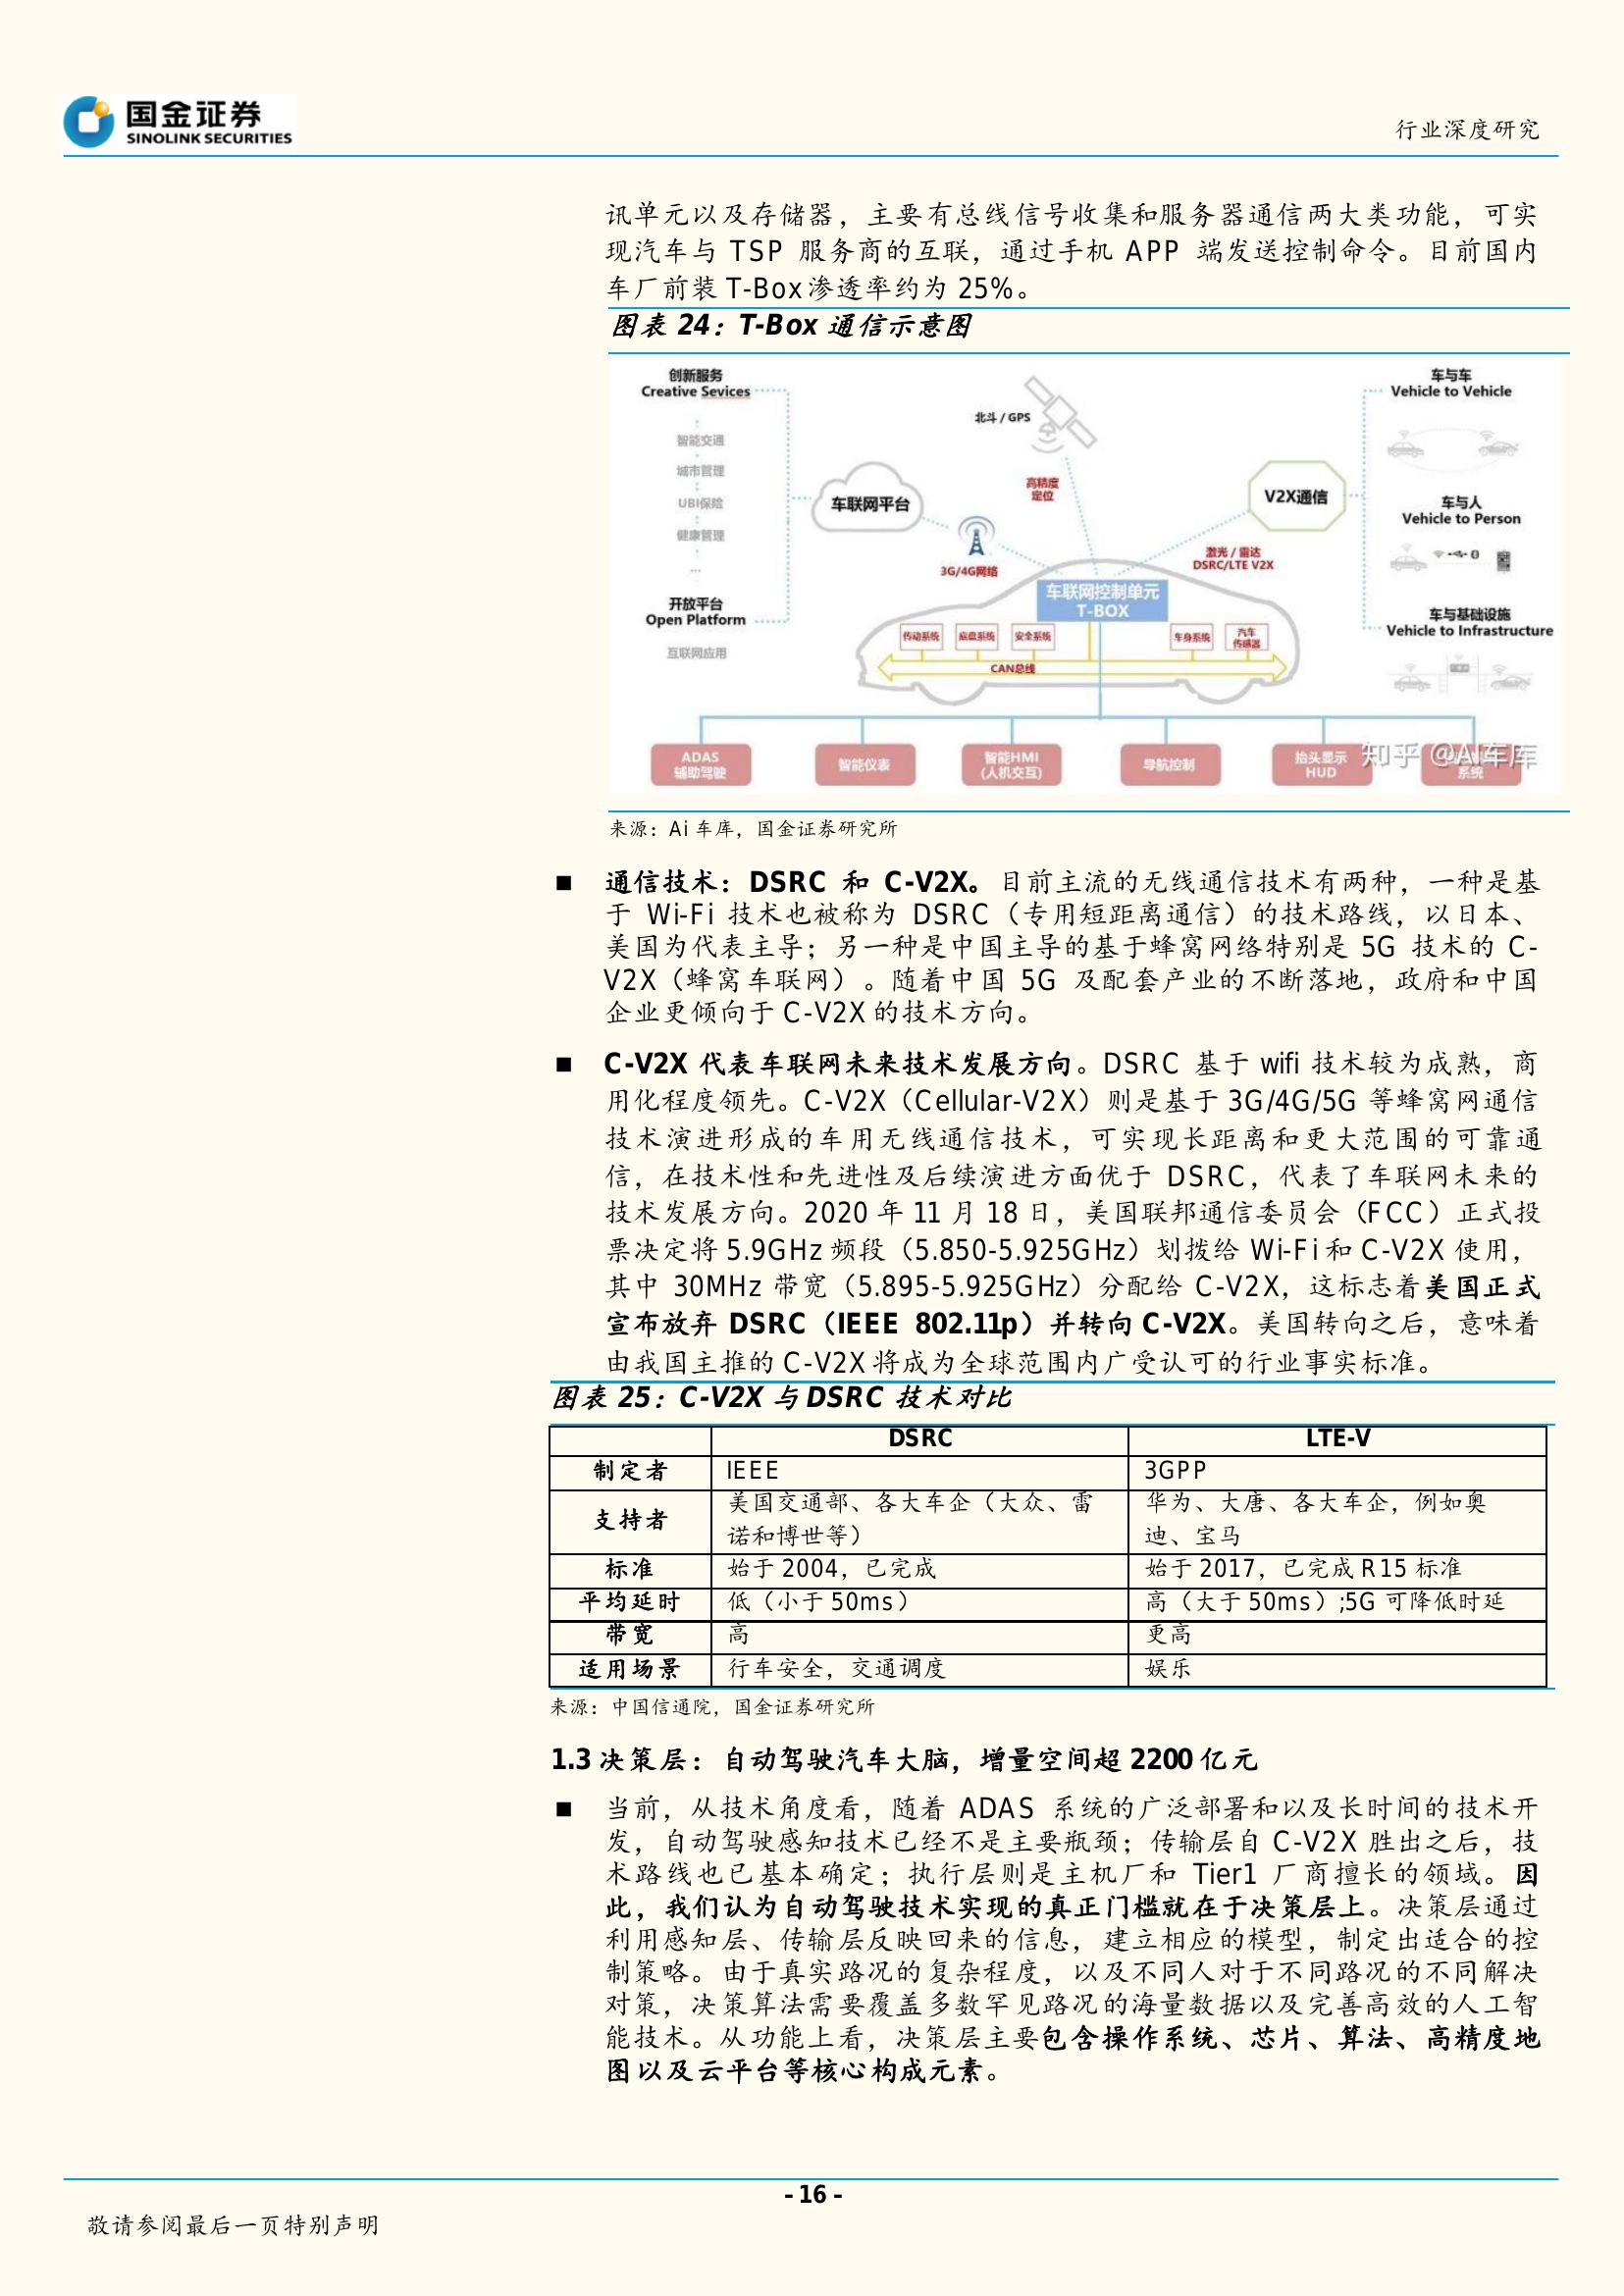 国金证券
SINOLINK SECURITIES
行业深度研究
讯单元以及存储器，主要有总线信号收集和服务器通信两大类功能，可实
现汽车与 TSP 服务商的互联，通过手机 APP 端发送控制命令。目前国内
车厂前装 T-Box 渗透率约为 25%。
图表 24：T-Box 通信示意图
创新服务
Creative Sevices
智能交通
城市管理
UBI保险
健康管理
...
开放平台
Open Platform
互联网应用
车联网平台
3G/4G网络
北斗 / GPS
高精度
定位
V2X通信
激光 / 雷达
DSRC/LTE V2X
车与车
Vehicle to Vehicle
车与人
Vehicle to Person
车与基础设施
Vehicle to Infrastructure
车联网控制单元
T-BOX
传动系统
底盘系统
安全系统
车身系统
汽车
传感器
CAN总线
ADAS
辅助驾驶
智能仪表
智能HMI
(人机交互)
导航控制
抬头显示
HUD
系统
知乎 @AI车库
来源：Ai 车库，国金证券研究所
■ 通信技术：DSRC 和 C-V2X。目前主流的无线通信技术有两种，一种是基
于 Wi-Fi 技术也被称为 DSRC（专用短距离通信）的技术路线，以日本、
美国为代表主导；另一种是中国主导的基于蜂窝网络特别是 5G 技术的 C-
V2X（蜂窝车联网）。随着中国 5G 及配套产业的不断落地，政府和中国
企业更倾向于 C-V2X 的技术方向。
■ C-V2X 代表车联网未来技术发展方向。DSRC 基于 wifi 技术较为成熟，商
用化程度领先。C-V2X（Cellular-V2X）则是基于 3G/4G/5G 等蜂窝网通信
技术演进形成的车用无线通信技术，可实现长距离和更大范围的可靠通
信，在技术性和先进性及后续演进方面优于 DSRC，代表了车联网未来的
技术发展方向。2020 年 11 月 18 日，美国联邦通信委员会（FCC）正式投
票决定将 5.9GHz 频段（5.850-5.925GHz）划拨给 Wi-Fi 和 C-V2X 使用，
其中 30MHz 带宽（5.895-5.925GHz）分配给 C-V2X，这标志着美国正式
宣布放弃 DSRC（IEEE 802.11p）并转向 C-V2X。美国转向之后，意味着
由我国主推的 C-V2X 将成为全球范围内广受认可的行业事实标准。
图表 25：C-V2X 与 DSRC 技术对比
DSRC LTE-V
制定者 IEEE 3GPP
支持者 美国交通部、各大车企（大众、雷诺和博世等） 华为、大唐、各大车企，例如奥迪、宝马
标准 始于 2004，已完成 始于 2017，已完成 R15 标准
平均延时 低（小于 50ms） 高（大于 50ms）;5G 可降低时延
带宽 高 更高
适用场景 行车安全，交通调度 娱乐
来源：中国信通院，国金证券研究所
1.3 决策层：自动驾驶汽车大脑，增量空间超 2200 亿元
■ 当前，从技术角度看，随着 ADAS 系统的广泛部署和以及长时间的技术开
发，自动驾驶感知技术已经不是主要瓶颈；传输层自 C-V2X 胜出之后，技
术路线也已基本确定；执行层则是主机厂和 Tier1 厂商擅长的领域。因
此，我们认为自动驾驶技术实现的真正门槛就在于决策层上。决策层通过
利用感知层、传输层反映回来的信息，建立相应的模型，制定出适合的控
制策略。由于真实路况的复杂程度，以及不同人对于不同路况的不同解决
对策，决策算法需要覆盖多数罕见路况的海量数据以及完善高效的人工智
能技术。从功能上看，决策层主要包含操作系统、芯片、算法、高精度地
图以及云平台等核心构成元素。
- 16 -
敬请参阅最后一页特别声明